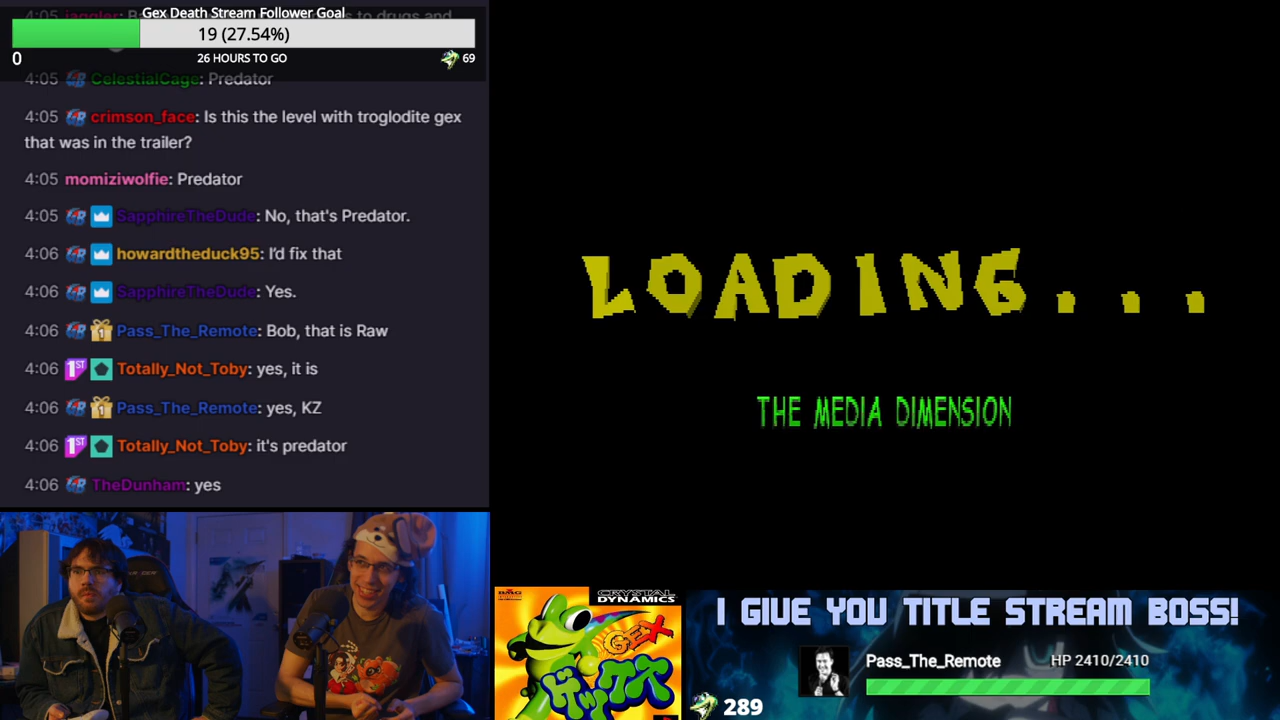 Gex Death Stream Follower Goal
19 (27.54%)
0
26 HOURS TO GO
69
4:05 CelestialCage: Predator
4:05 crimson_face: Is this the level with troglodite gex
that was in the trailer?
4:05 momiziwolfie: Predator
4:05 SapphireTheDude: No, that's Predator.
4:06 howardtheduck95: I'd fix that
4:06 SapphireTheDude: Yes.
4:06 Pass_The_Remote: Bob, that is Raw
4:06 1ST Totally_Not_Toby: yes, it is
4:06 Pass_The_Remote: yes, KZ
4:06 1ST Totally_Not_Toby: it's predator
4:06 TheDunham: yes
LOADING...
THE MEDIA DIMENSION
BMG
CRYSTAL
DYNAMICS
GEX
I GIVE YOU TITLE STREAM BOSS!
Pass_The_Remote HP 2410/2410
289